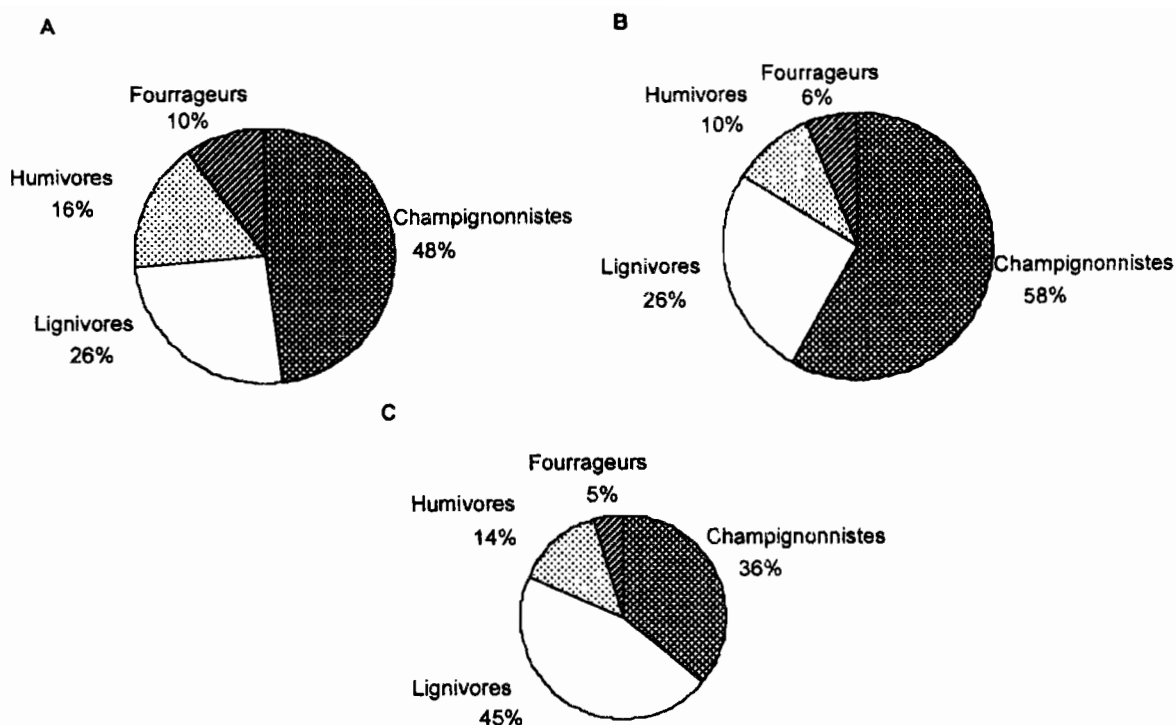 A
Fourrageurs
10%
Humivores
16%
Champignonnistes
48%
Lignivores
26%
B
Fourrageurs
6%
Humivores
10%
Lignivores
26%
Champignonnistes
58%
C
Fourrageurs
5%
Humivores
14%
Champignonnistes
36%
Lignivores
45%